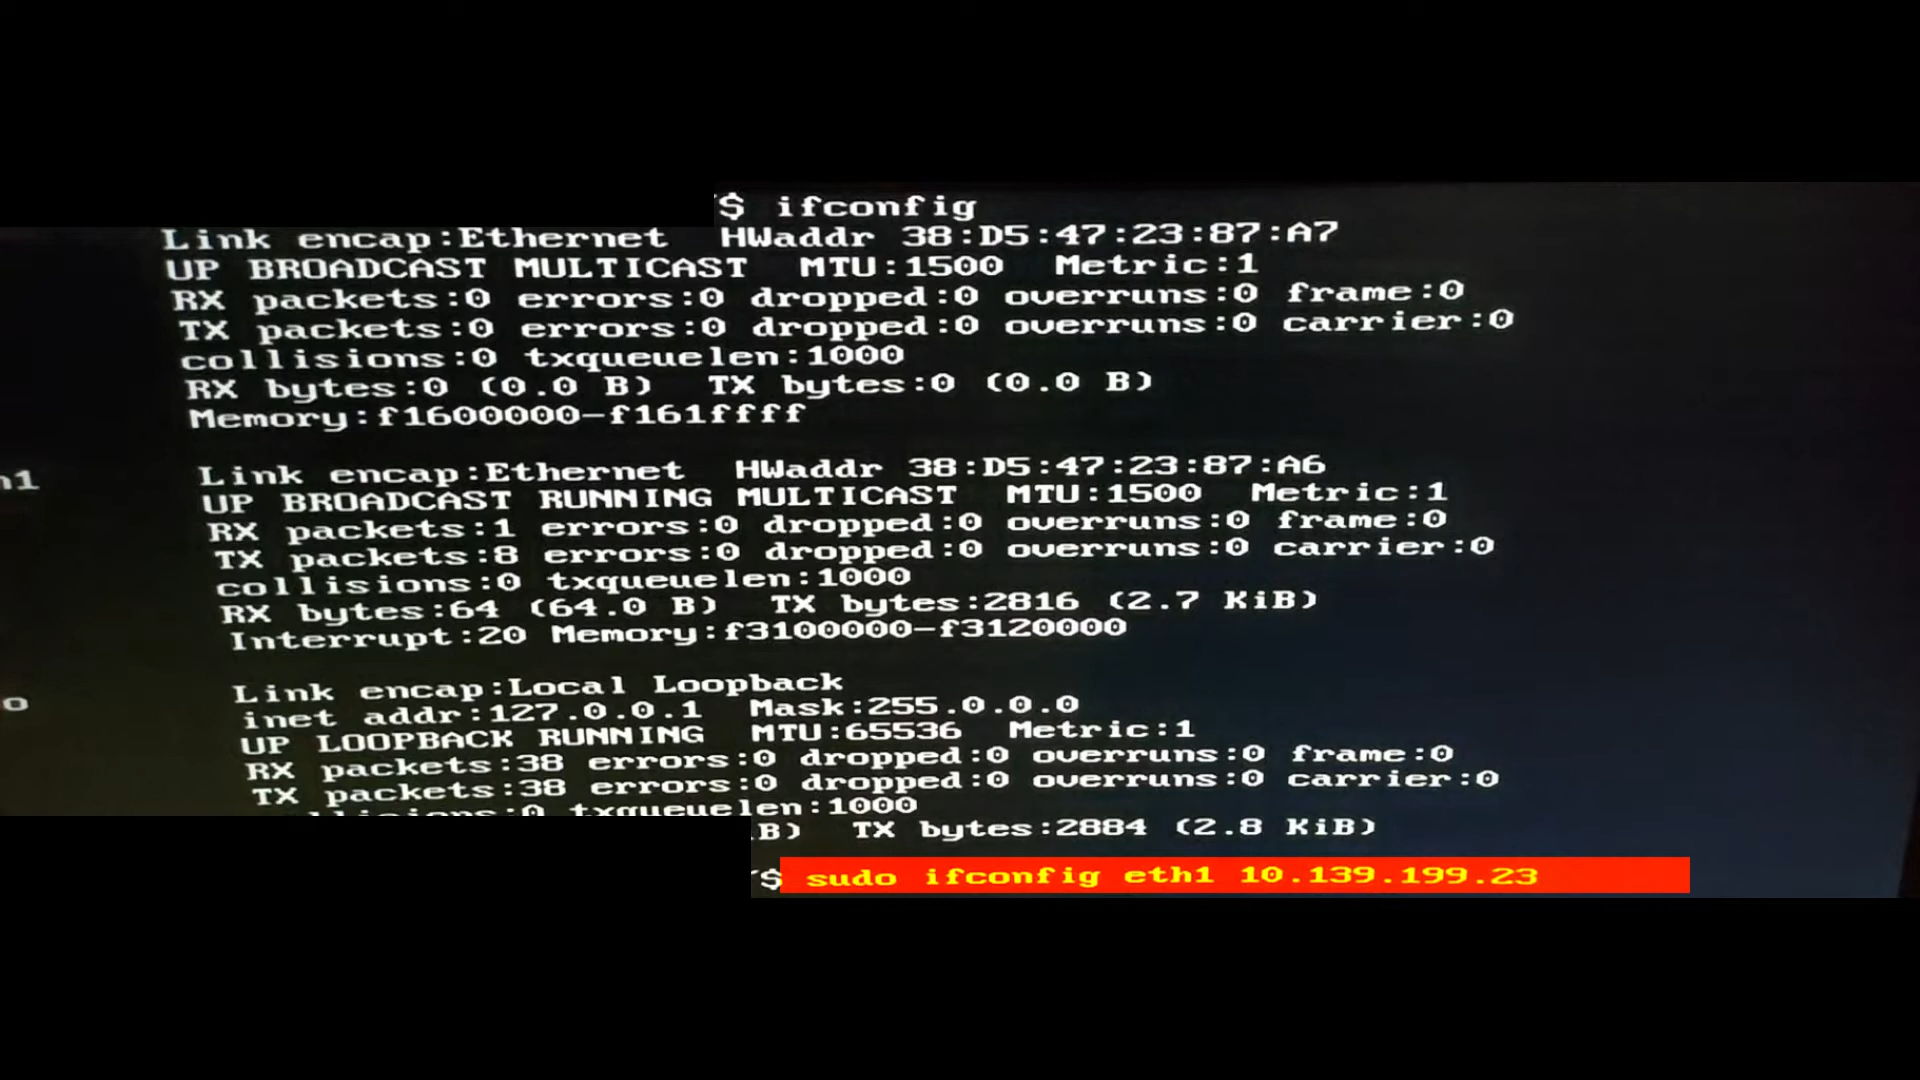 $ ifconfig
Link encap:Ethernet HWaddr 38:D5:47:23:87:A7
UP BROADCAST MULTICAST MTU:1500 Metric:1
RX packets:0 errors:0 dropped:0 overruns:0 frame:0
TX packets:0 errors:0 dropped:0 overruns:0 carrier:0
collisions:0 txqueuelen:1000
RX bytes:0 (0.0 B) TX bytes:0 (0.0 B)
Memory:f1600000-f161ffff
h1 Link encap:Ethernet HWaddr 38:D5:47:23:87:A6
UP BROADCAST RUNNING MULTICAST MTU:1500 Metric:1
RX packets:1 errors:0 dropped:0 overruns:0 frame:0
TX packets:8 errors:0 dropped:0 overruns:0 carrier:0
collisions:0 txqueuelen:1000
RX bytes:64 (64.0 B) TX bytes:2816 (2.7 KiB)
Interrupt:20 Memory:f3100000-f3120000
o Link encap:Local Loopback
inet addr:127.0.0.1 Mask:255.0.0.0
UP LOOPBACK RUNNING MTU:65536 Metric:1
RX packets:38 errors:0 dropped:0 overruns:0 frame:0
TX packets:38 errors:0 dropped:0 overruns:0 carrier:0
collisions:0 txqueuelen:1000
B) TX bytes:2884 (2.8 KiB)
$ sudo ifconfig eth1 10.139.199.23